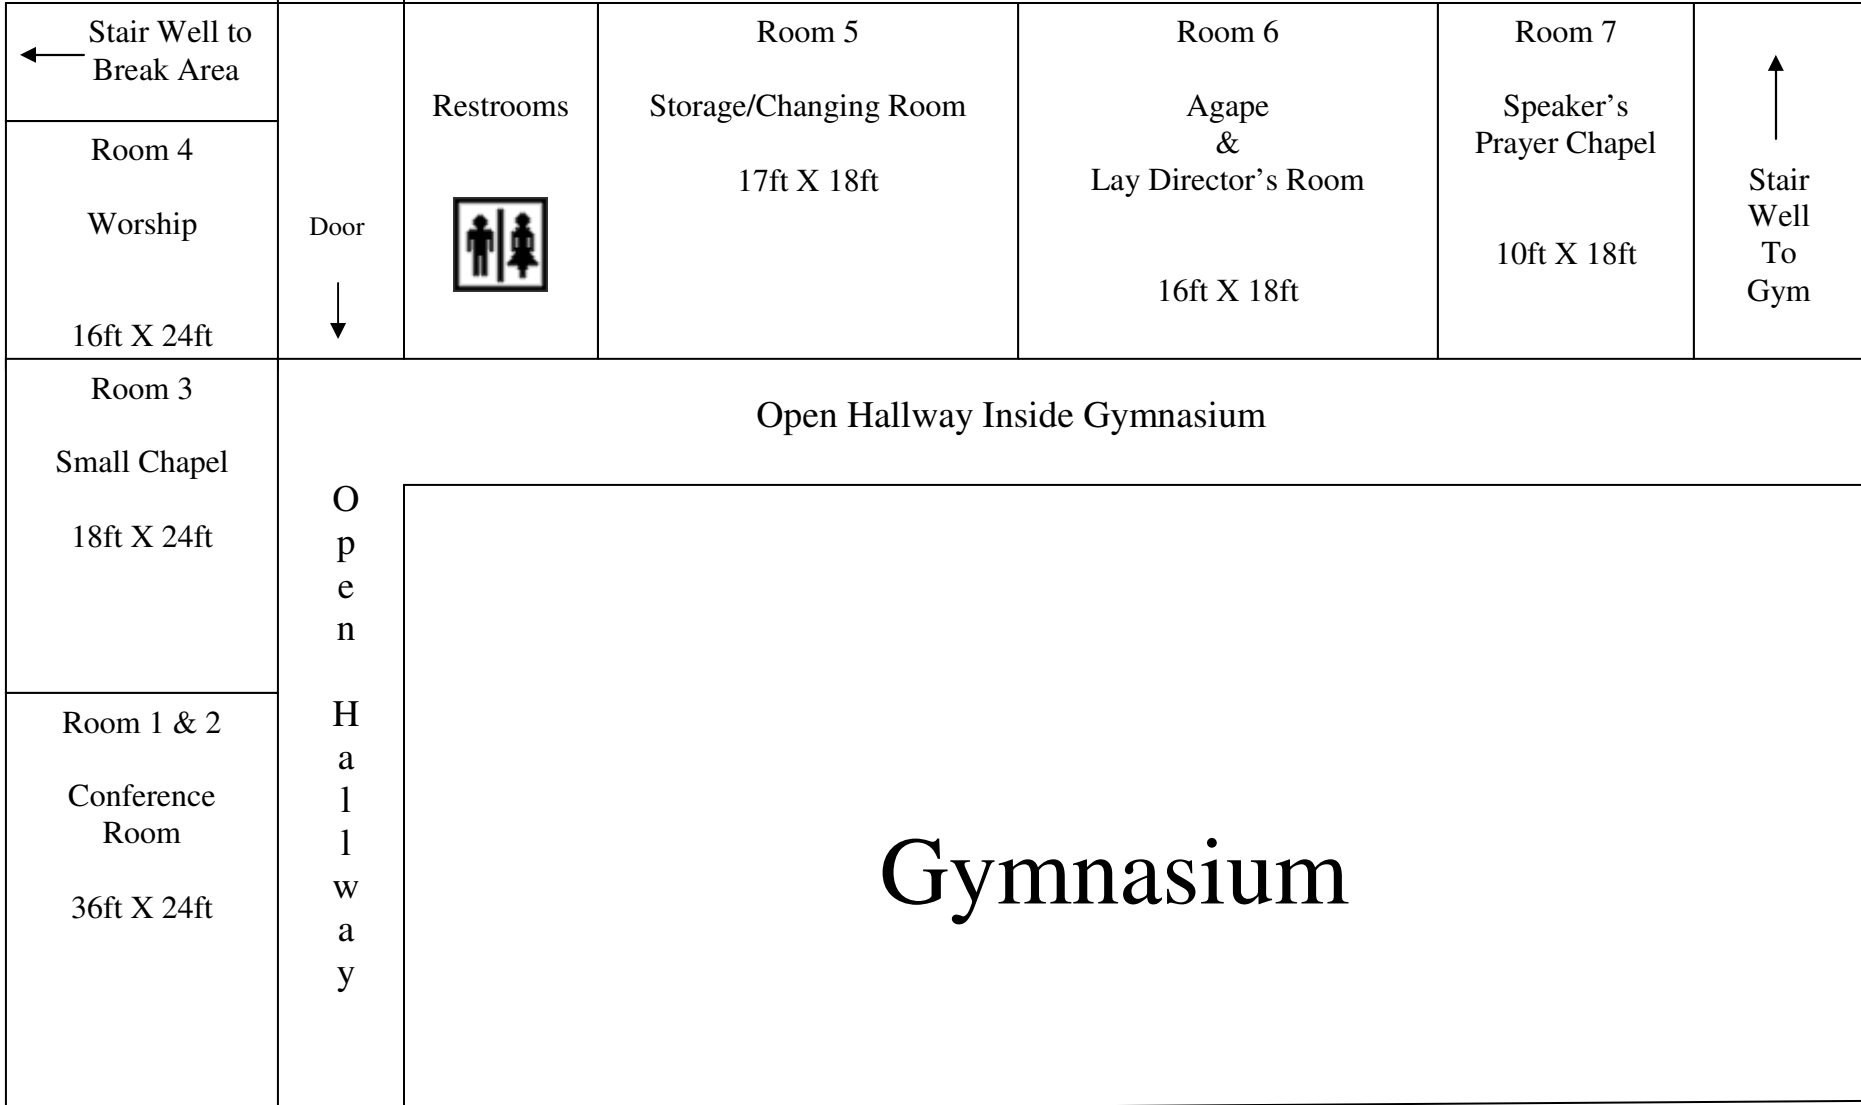 Stair Well to
Break Area
Room 4
Worship
16ft X 24ft
Door
Restrooms
Room 5
Storage/Changing Room
17ft X 18ft
Room 6
Agape
&
Lay Director’s Room
16ft X 18ft
Room 7
Speaker’s
Prayer Chapel
10ft X 18ft
Stair
Well
To
Gym
Room 3
Small Chapel
18ft X 24ft
Open Hallway Inside Gymnasium
O
p
e
n
H
a
l
l
w
a
y
Room 1 & 2
Conference
Room
36ft X 24ft
Gymnasium